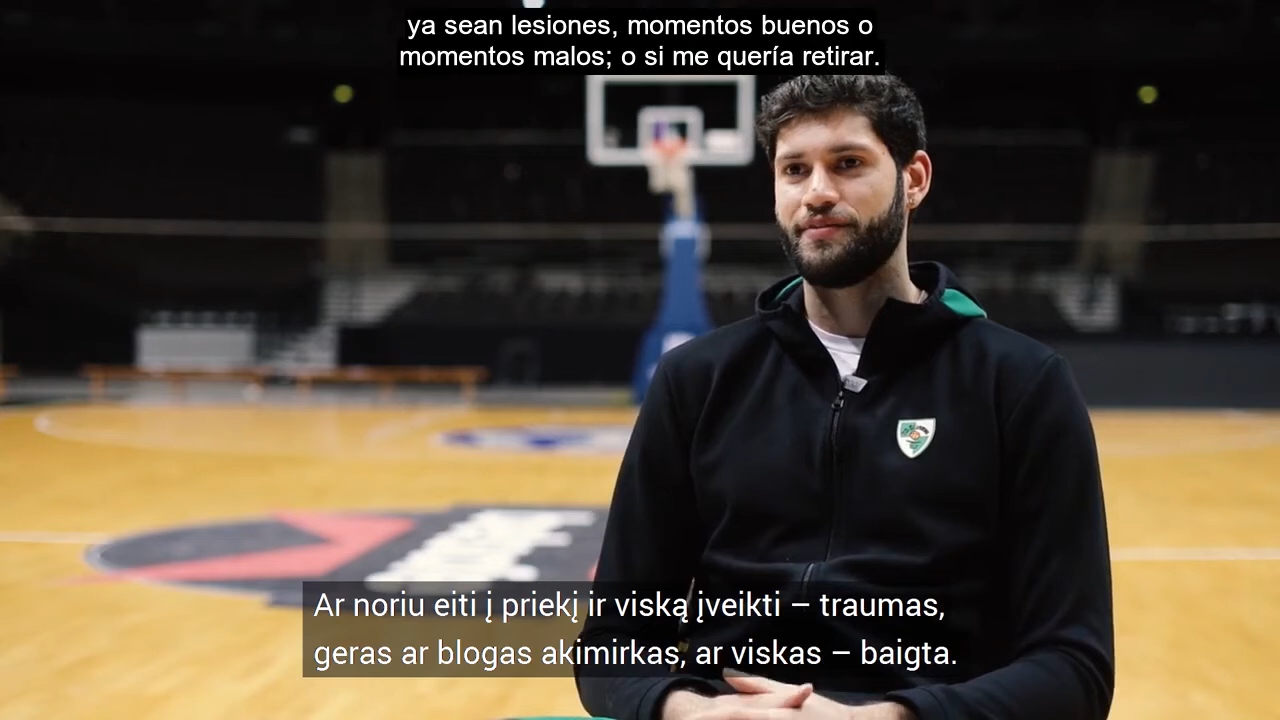 ya sean lesiones, momentos buenos o
momentos malos; o si me quería retirar.
Ar noriu eiti į priekį ir viską įveikti – traumas,
geras ar blogas akimirkas, ar viskas – baigta.